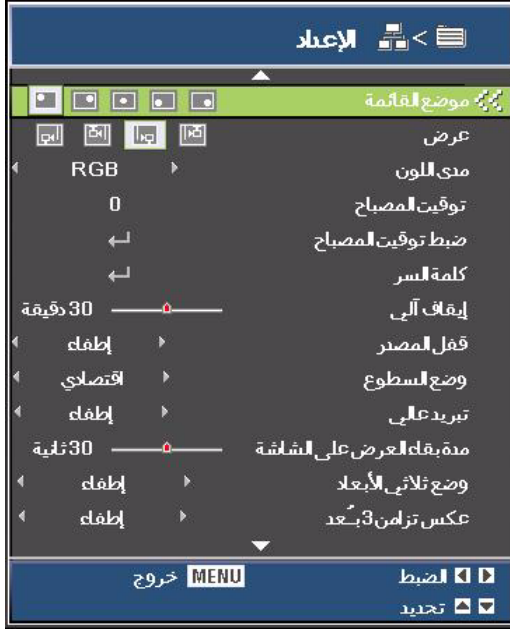 الإعداد
موضع القائمة
عرض
مدى اللون RGB
توقيت المصباح 0
ضبط توقيت المصباح
كلمة السر
إيقاف آلي 30 دقيقة
قفل المصدر إطفاء
وضع السطوع اقتصادي
تبريد عالي إطفاء
مدة بقاء العرض على الشاشة 30 ثانية
وضع ثلاثي الأبعاد إطفاء
عكس تزامن 3 بُعد إطفاء
الضبط MENU خروج
تحديد